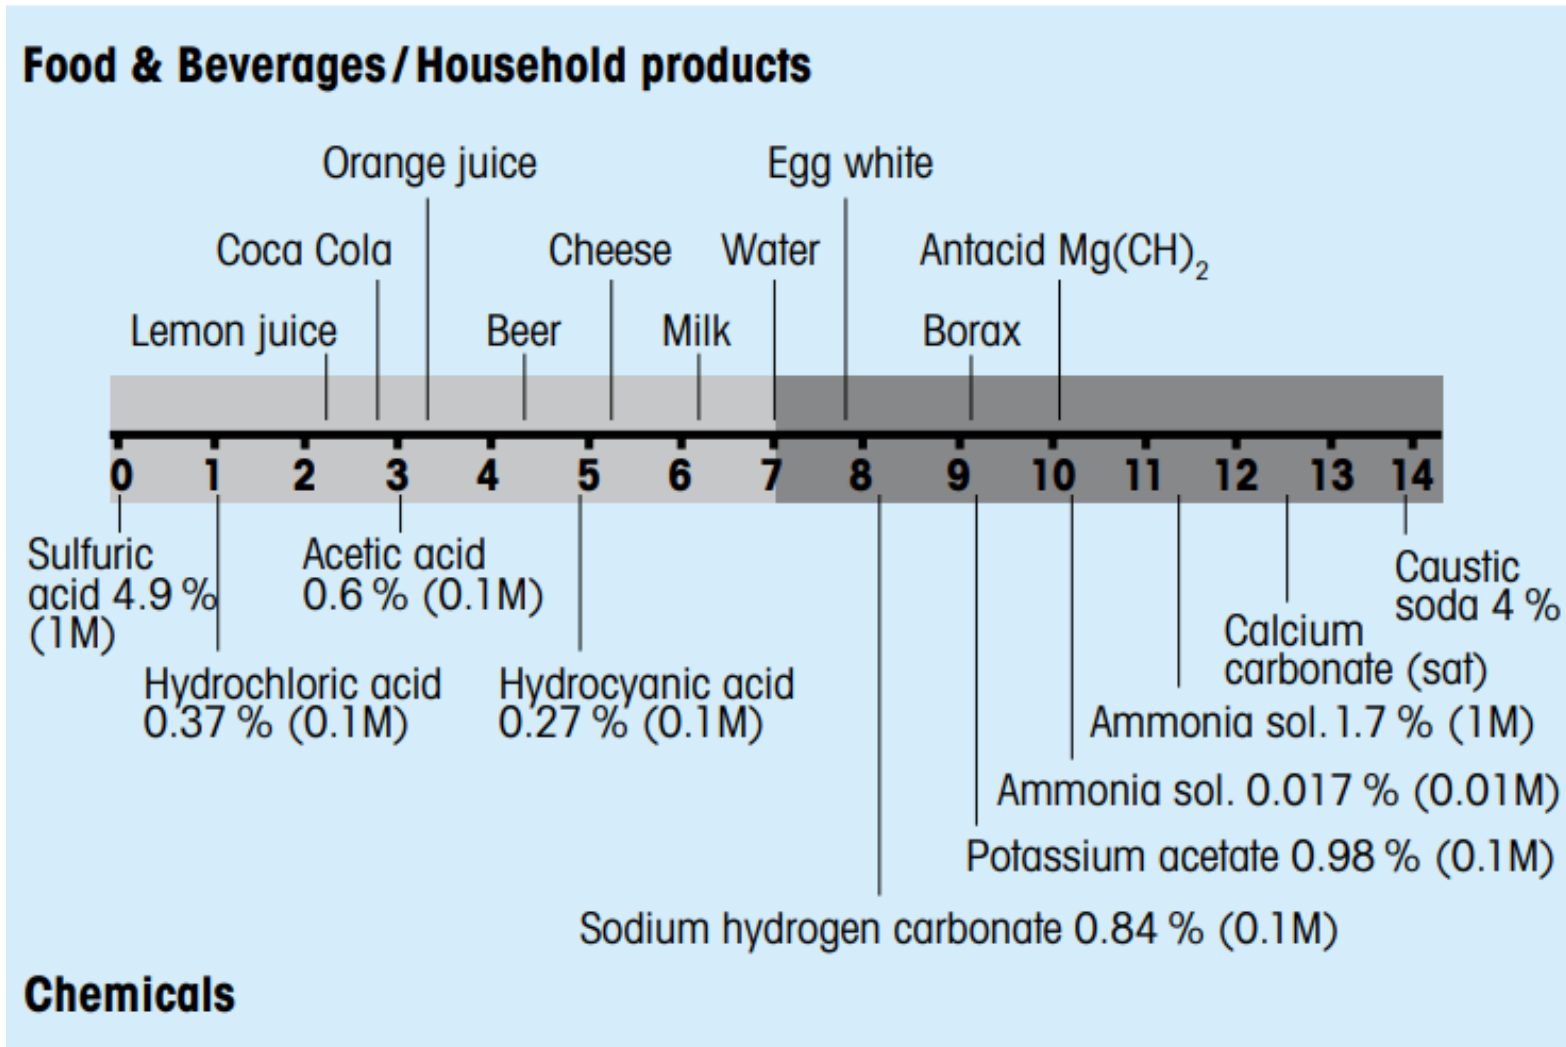 Food & Beverages / Household products
Orange juice
Egg white
Coca Cola
Cheese
Water
Antacid Mg(CH)₂
Lemon juice
Beer
Milk
Borax
0 1 2 3 4 5 6 7 8 9 10 11 12 13 14
Sulfuric
acid 4.9 %
(1M)
Acetic acid
0.6 % (0.1M)
Caustic
soda 4 %
Calcium
carbonate (sat)
Hydrochloric acid
0.37 % (0.1M)
Hydrocyanic acid
0.27 % (0.1M)
Ammonia sol. 1.7 % (1M)
Ammonia sol. 0.017 % (0.01M)
Potassium acetate 0.98 % (0.1M)
Sodium hydrogen carbonate 0.84 % (0.1M)
Chemicals